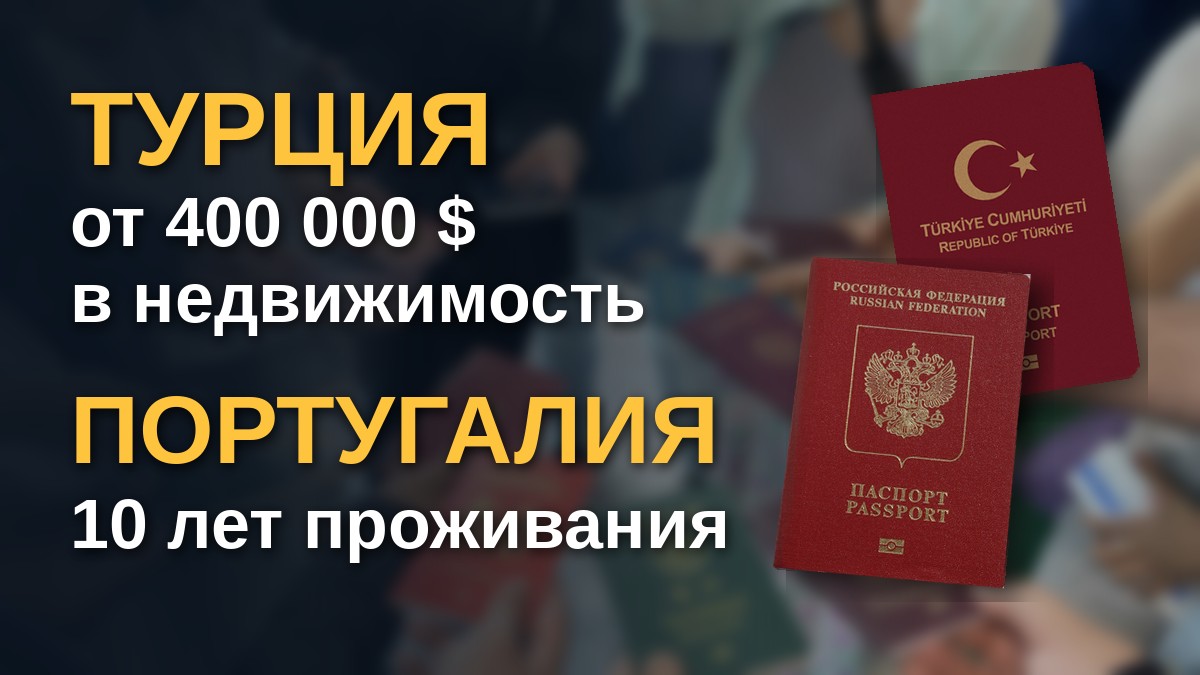 ТУРЦИЯ
от 400 000 $
в недвижимость
ПОРТУГАЛИЯ
10 лет проживания
TÜRKİYE CUMHURİYETİ
REPUBLIC OF TÜRKİYE
РОССИЙСКАЯ ФЕДЕРАЦИЯ
RUSSIAN FEDERATION
ПАСПОРТ
PASSPORT